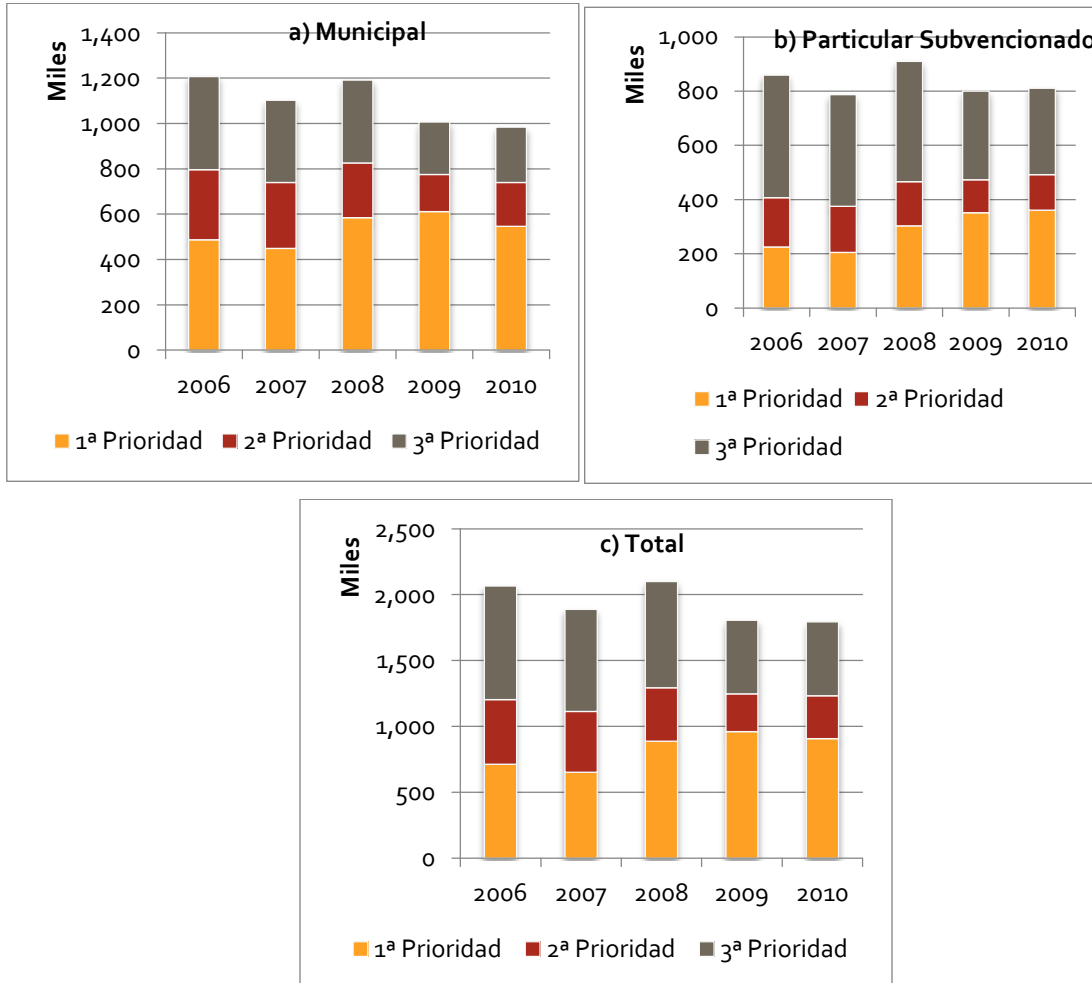 a) Municipal
Miles
1,400
1,200
1,000
800
600
400
200
0
2006 2007 2008 2009 2010
1ª Prioridad 2ª Prioridad 3ª Prioridad
b) Particular Subvencionado
Miles
1,000
800
600
400
200
0
2006 2007 2008 2009 2010
1ª Prioridad 2ª Prioridad
3ª Prioridad
c) Total
Miles
2,500
2,000
1,500
1,000
500
0
2006 2007 2008 2009 2010
1ª Prioridad 2ª Prioridad 3ª Prioridad